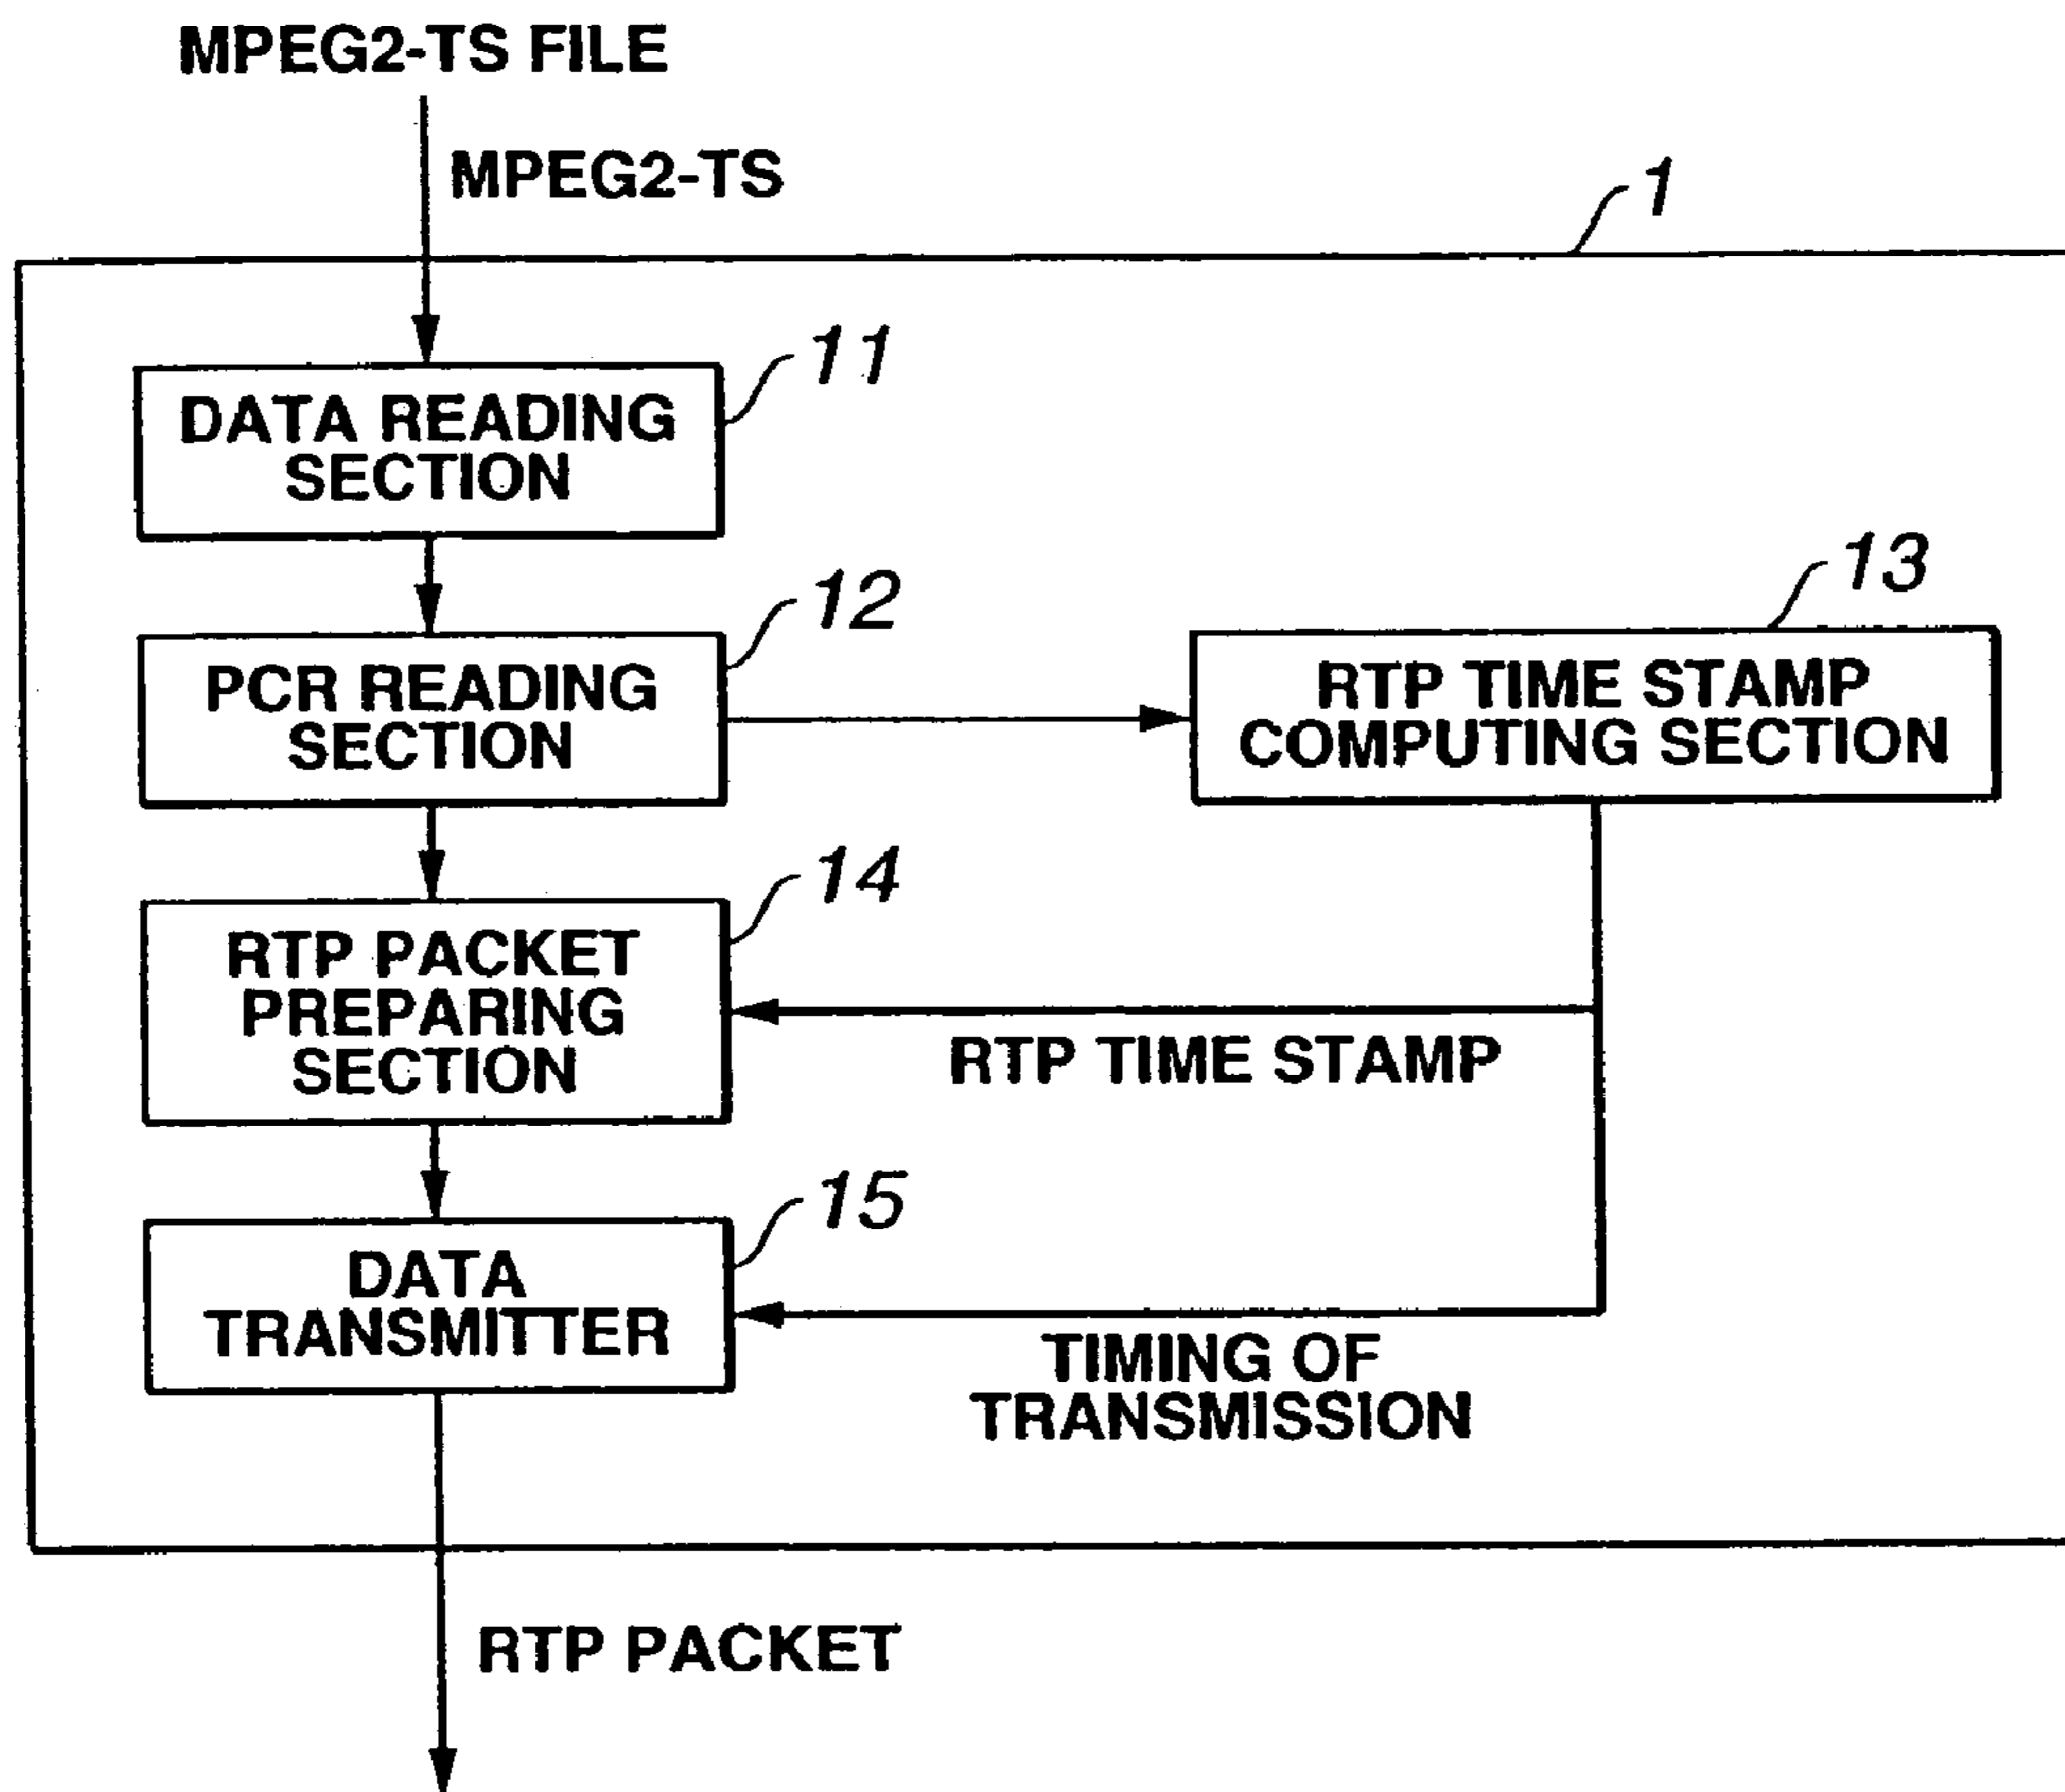 MPEG2-TS FILE
MPEG2-TS
1
11
DATA READING
SECTION
12
PCR READING
SECTION
13
RTP TIME STAMP
COMPUTING SECTION
14
RTP PACKET
PREPARING
SECTION
RTP TIME STAMP
15
DATA
TRANSMITTER
TIMING OF
TRANSMISSION
RTP PACKET